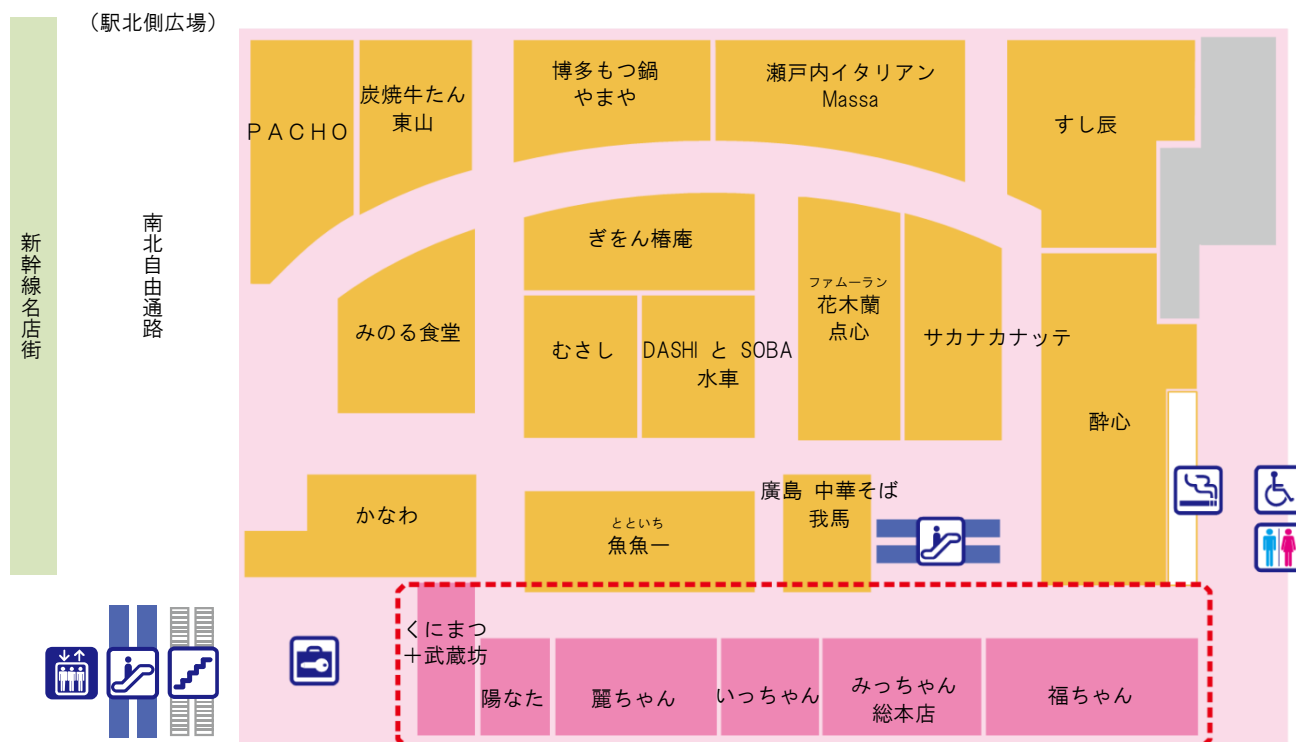 （駅北側広場）
新幹線名店街
南北自由通路
ＰＡＣＨＯ
炭焼牛たん
東山
博多もつ鍋
やまや
瀬戸内イタリアン
Massa
すし辰
ぎをん椿庵
みのる食堂
むさし
DASHI と SOBA
水車
ファムーラン
花木蘭
点心
サカナカナッテ
酔心
かなわ
とといち
魚魚一
廣島 中華そば
我馬
くにまつ
＋武蔵坊
陽なた
麗ちゃん
いっちゃん
みっちゃん
総本店
福ちゃん